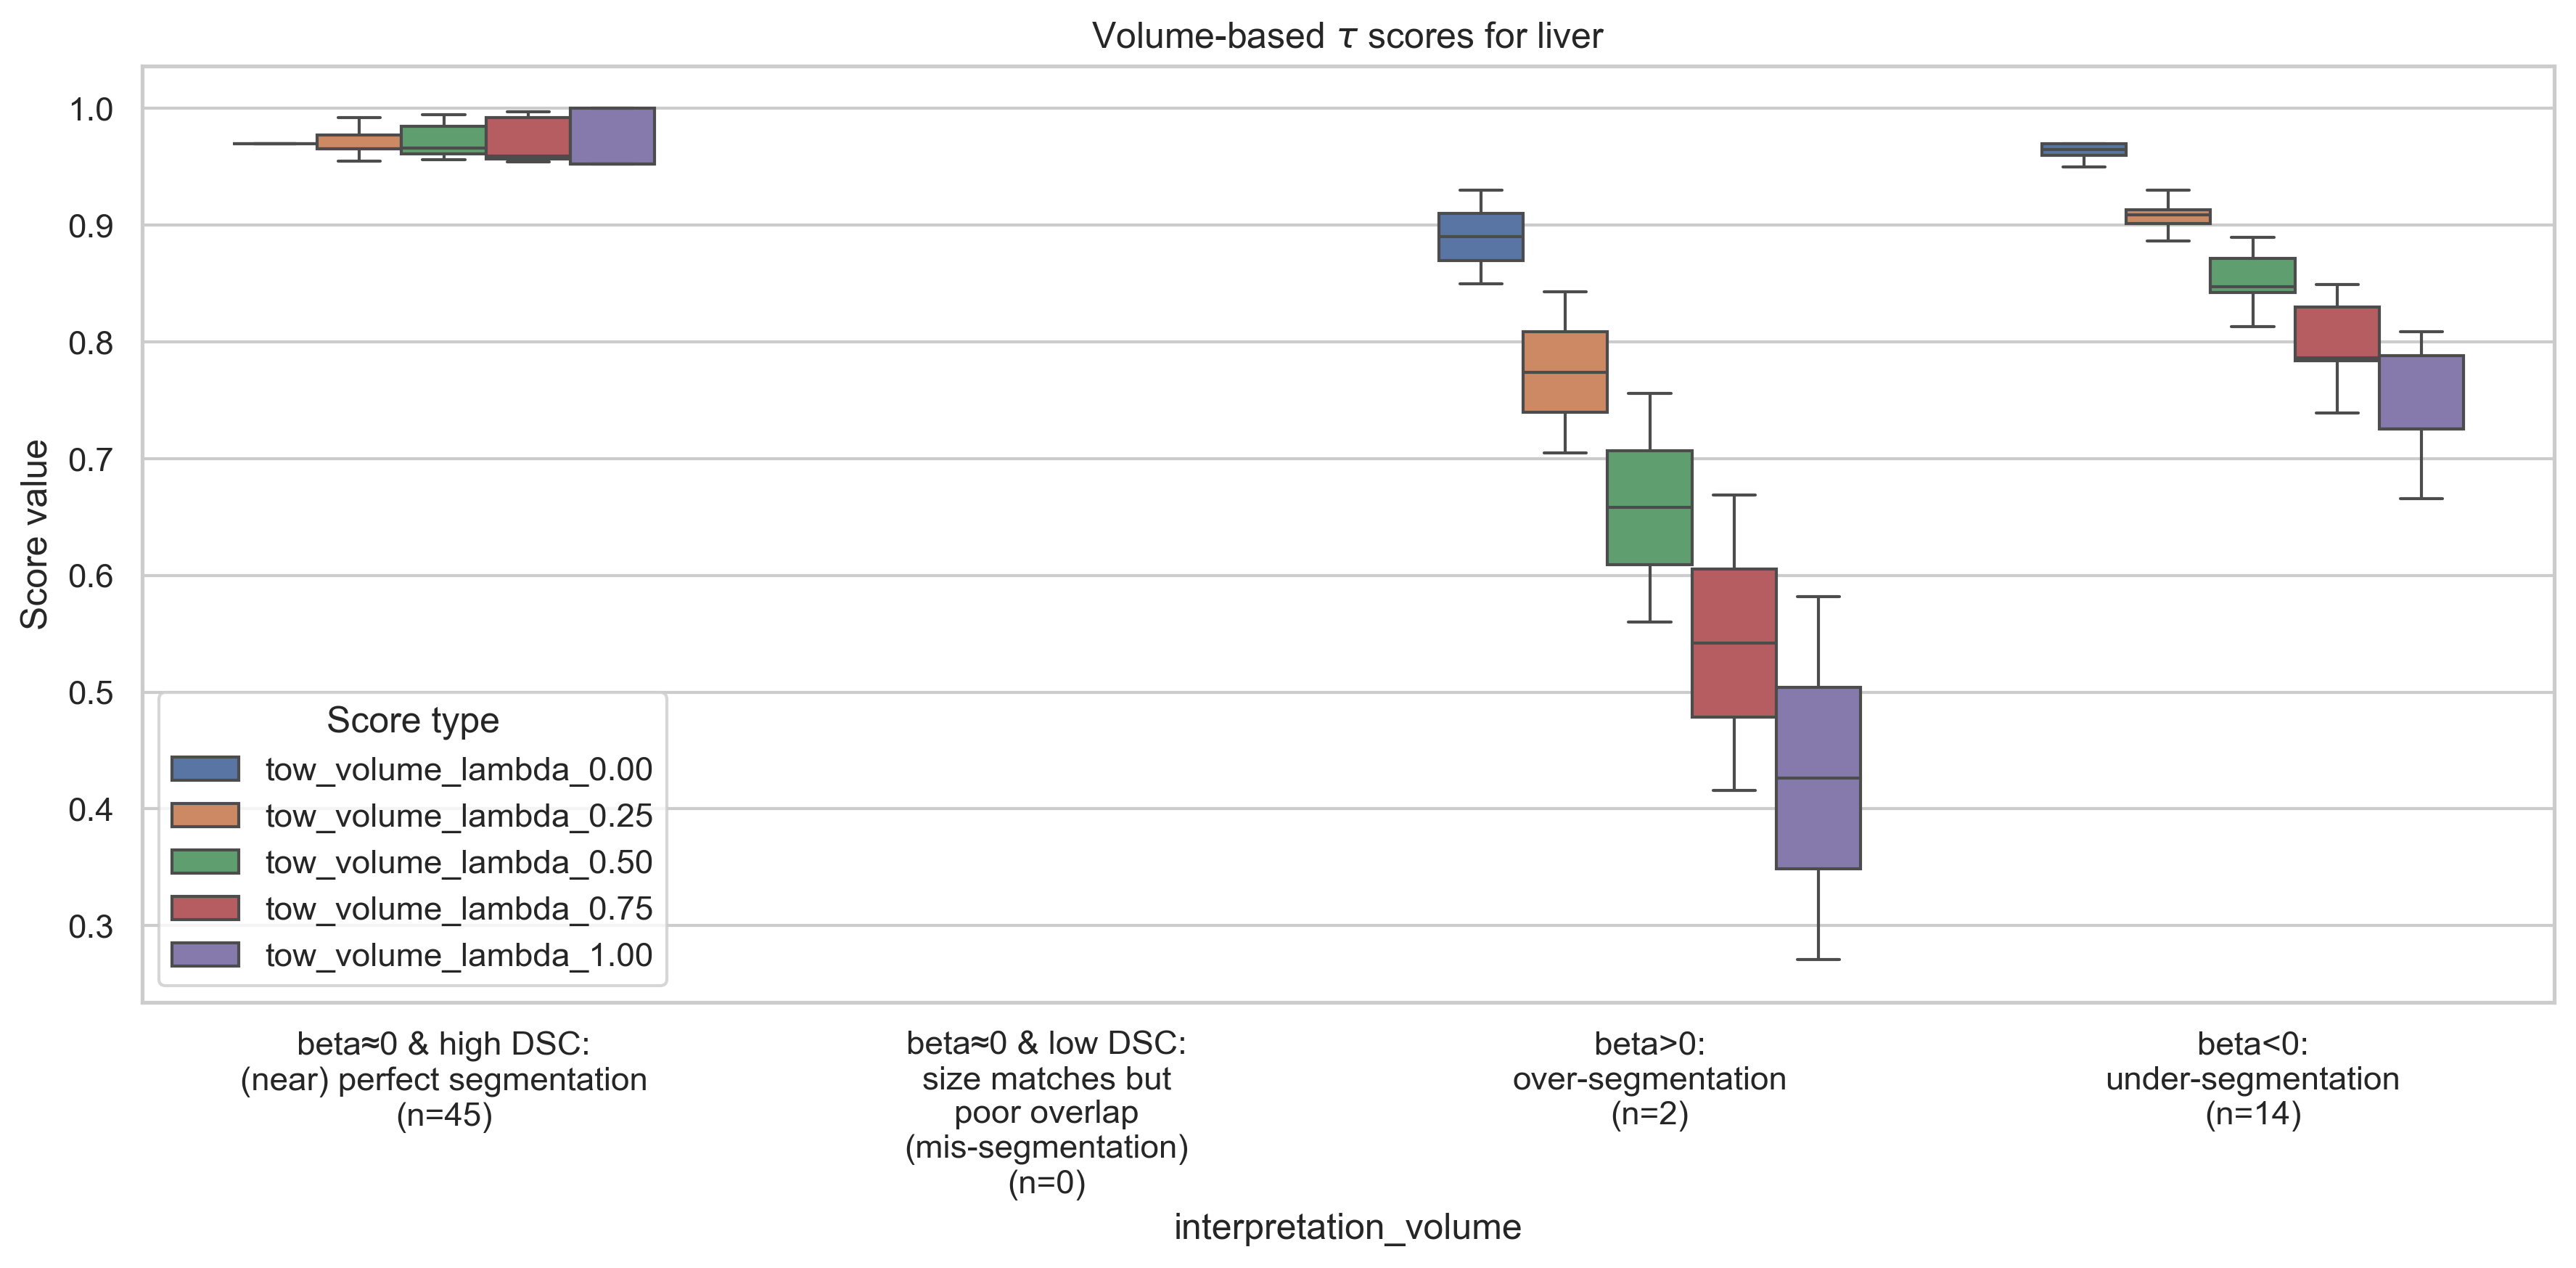 Volume-based τ scores for liver
Score value
1.0
0.9
0.8
0.7
0.6
0.5
0.4
0.3
Score type
tow_volume_lambda_0.00
tow_volume_lambda_0.25
tow_volume_lambda_0.50
tow_volume_lambda_0.75
tow_volume_lambda_1.00
beta≈0 & high DSC:
(near) perfect segmentation
(n=45)
beta≈0 & low DSC:
size matches but
poor overlap
(mis-segmentation)
(n=0)
beta>0:
over-segmentation
(n=2)
beta<0:
under-segmentation
(n=14)
interpretation_volume